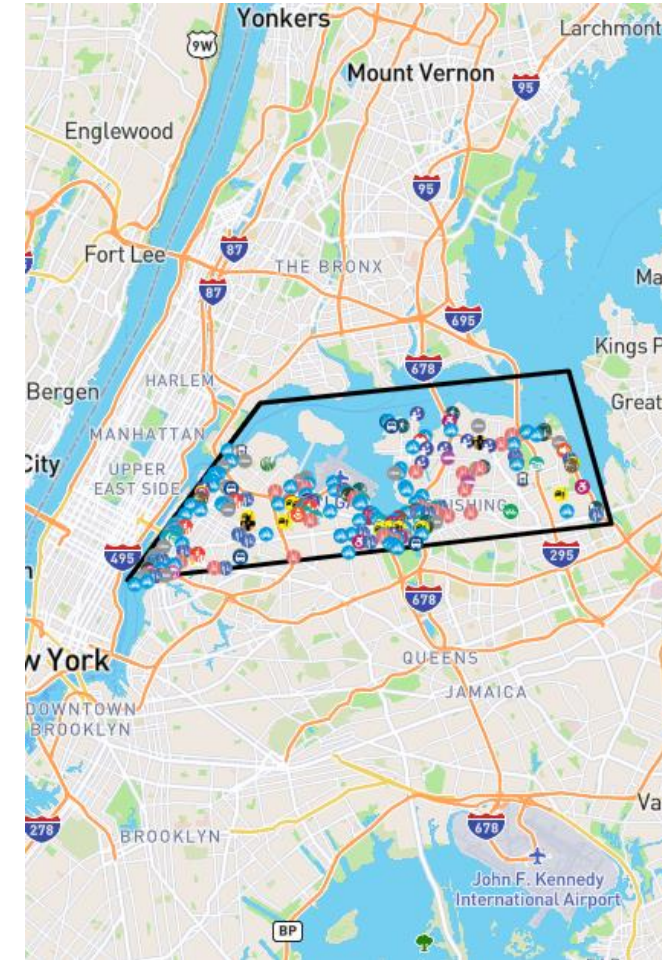 Yonkers
Larchmont
9W
Mount Vernon
95
Englewood
95
Fort Lee
87
THE BRONX
87
Ma
695
Kings P
678
Bergen
HARLEM
Great
MANHATTAN
City
UPPER
EAST SIDE
495
295
678
w York
QUEENS
JAMAICA
DOWNTOWN
BROOKLYN
278
BROOKLYN
678
Va
John F. Kennedy
International Airport
BP